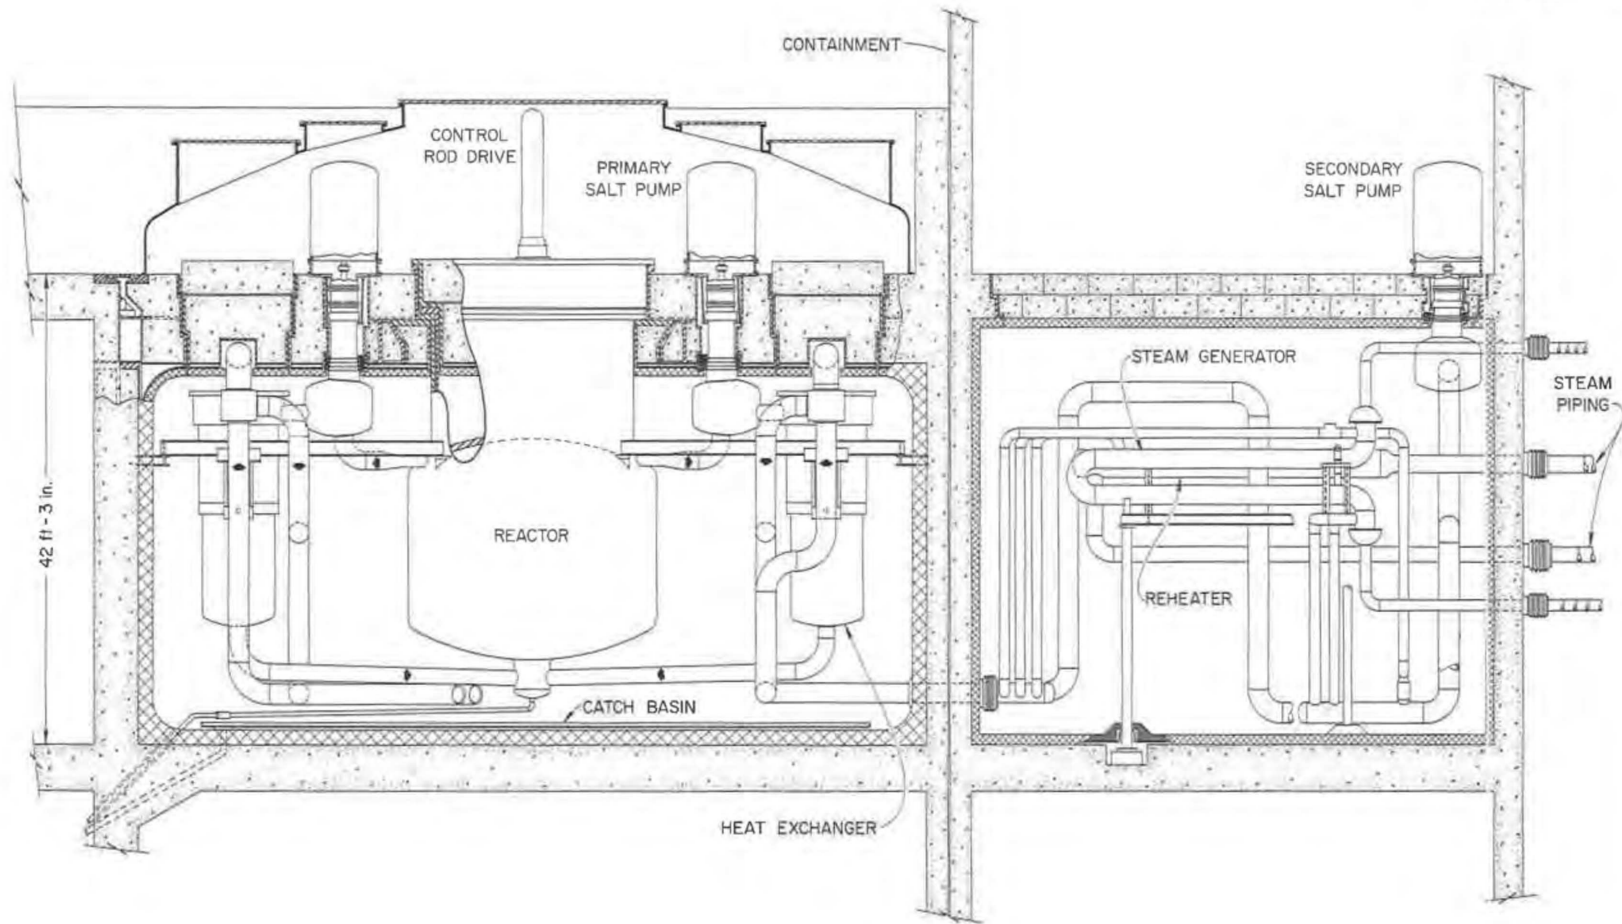 CONTAINMENT
CONTROL
ROD DRIVE
PRIMARY
SALT PUMP
SECONDARY
SALT PUMP
STEAM GENERATOR
STEAM
PIPING
42 ft - 3 in.
REACTOR
REHEATER
CATCH BASIN
HEAT EXCHANGER